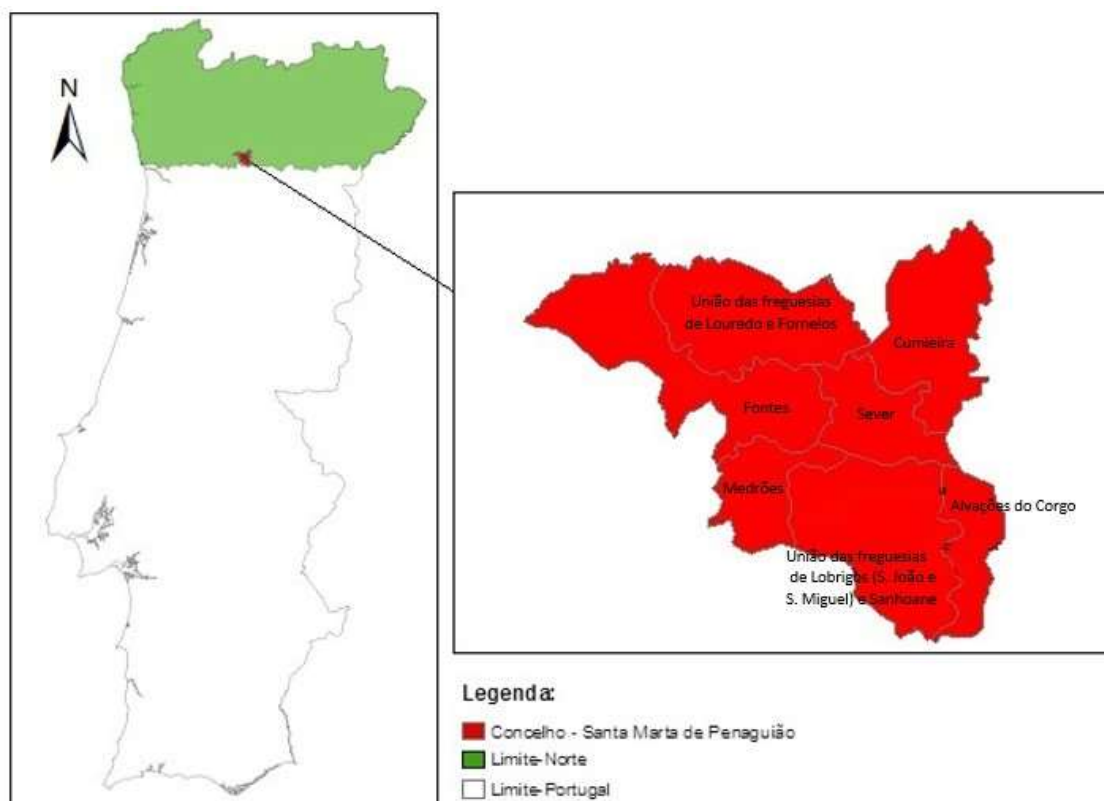 N
União das freguesias
de Louredo e Fornelos
Cumieira
Fontes
Sever
Medrões
Alvações do Corgo
União das freguesias
de Lobrigos (S. João e
S. Miguel) e Sanhoane
Legenda:
Concelho - Santa Marta de Penaguião
Limite-Norte
Limite-Portugal